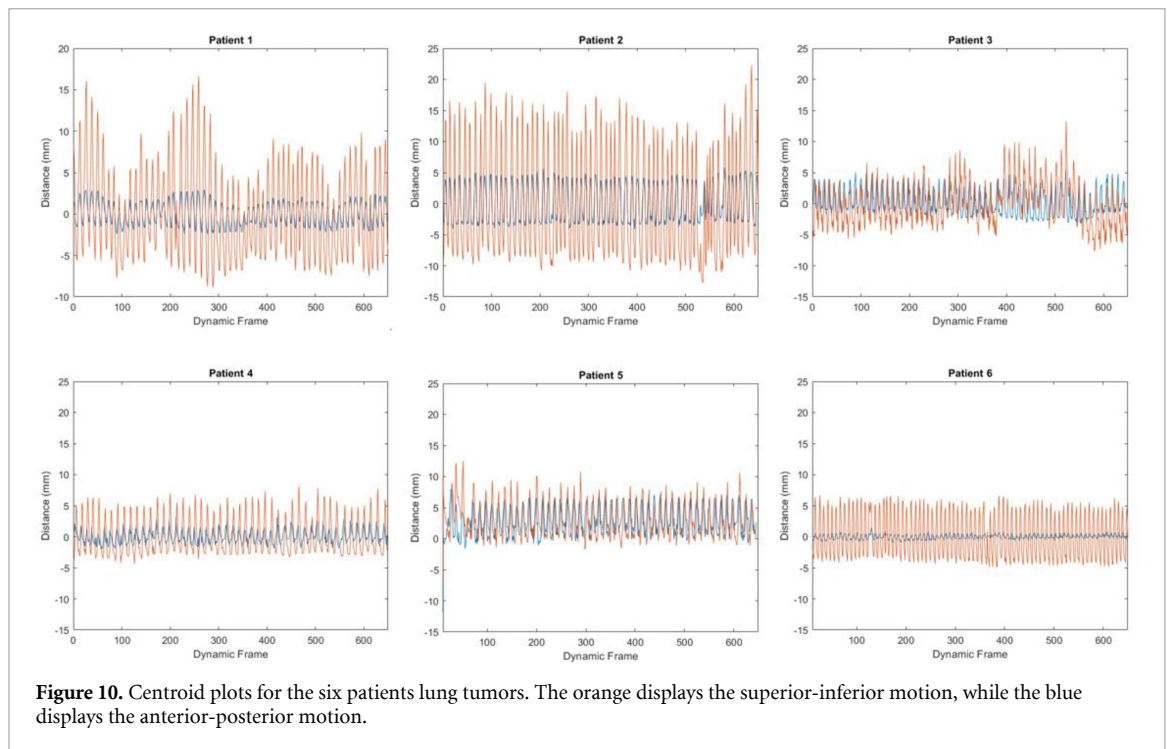 Patient 1
20
15
10
5
0
-5
-10
Distance (mm)
0 100 200 300 400 500 600
Dynamic Frame
Patient 2
25
20
15
10
5
0
-5
-10
-15
Distance (mm)
100 200 300 400 500 600
Dynamic Frame
Patient 3
25
20
15
10
5
0
-5
-10
-15
Distance (mm)
100 200 300 400 500 600
Dynamic Frame
Patient 4
25
20
15
10
5
0
-5
-10
-15
Distance (mm)
0 100 200 300 400 500 600
Dynamic Frame
Patient 5
25
20
15
10
5
0
-5
-10
-15
Distance (mm)
100 200 300 400 500 600
Dynamic Frame
Patient 6
25
20
15
10
5
0
-5
-10
-15
Distance (mm)
100 200 300 400 500 600
Dynamic Frame
Figure 10. Centroid plots for the six patients lung tumors. The orange displays the superior-inferior motion, while the blue
displays the anterior-posterior motion.